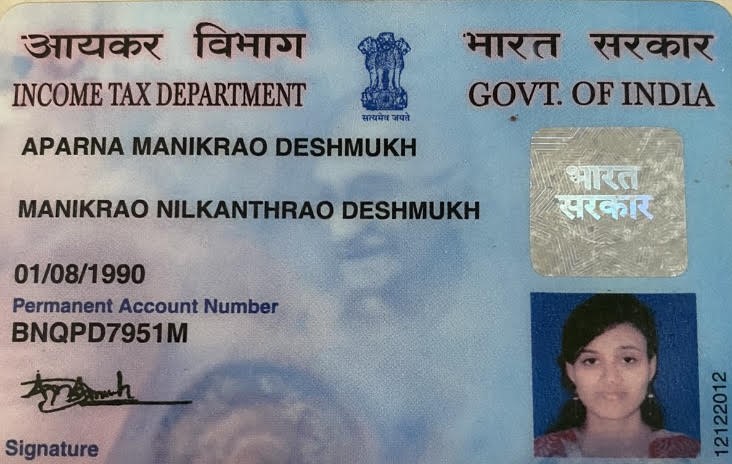 आयकर विभाग
भारत सरकार
INCOME TAX DEPARTMENT
GOVT. OF INDIA
सत्यमेव जयते
APARNA MANIKRAO DESHMUKH
भारत
सरकार
MANIKRAO NILKANTHRAO DESHMUKH
01/08/1990
Permanent Account Number
BNQPD7951M
Signature
12122012